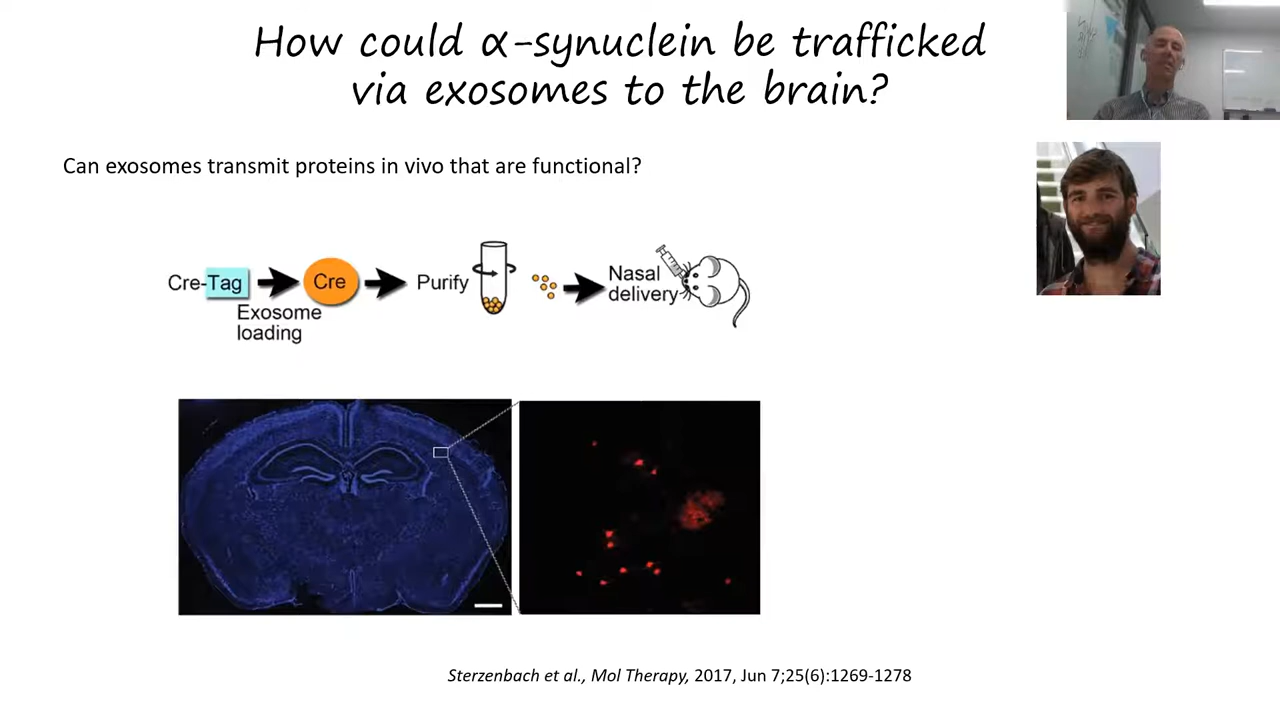 How could α-synuclein be trafficked
via exosomes to the brain?
Can exosomes transmit proteins in vivo that are functional?
Cre-Tag
Exosome
loading
Cre
Purify
Nasal
delivery
Sterzenbach et al., Mol Therapy, 2017, Jun 7;25(6):1269-1278